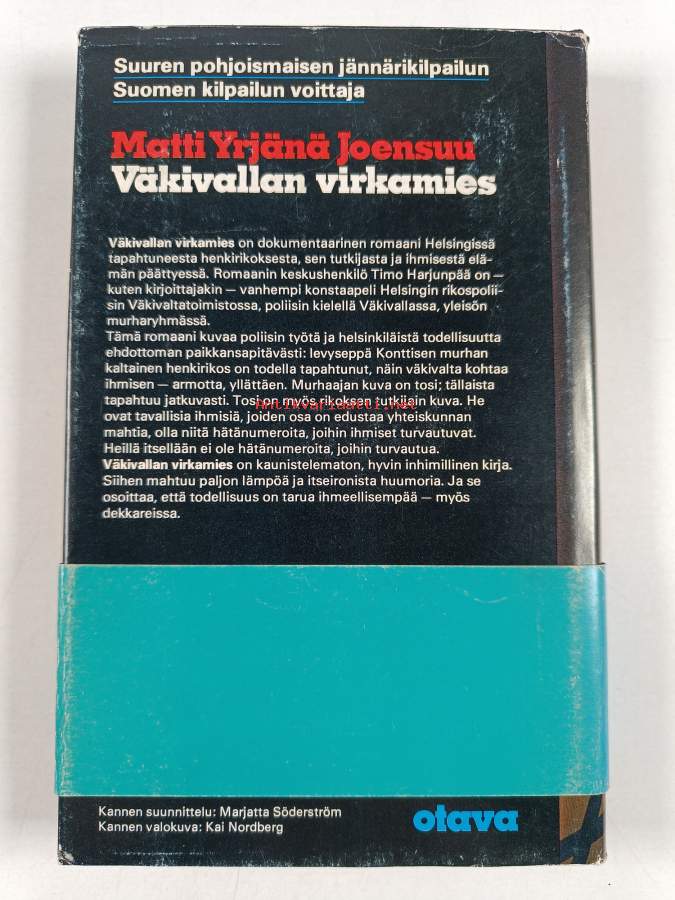 Suuren pohjoismaisen jännärikilpailun
Suomen kilpailun voittaja
Matti Yrjänä Joensuu
Väkivallan virkamies
Väkivallan virkamies on dokumentaarinen romaani Helsingissä
tapahtuneesta henkirikoksesta, sen tutkijasta ja ihmisestä elä-
män päättyessä. Romaanin keskushenkilö Timo Harjunpää on —
kuten kirjoittajakin — vanhempi konstaapeli Helsingin rikospolii-
sin Väkivaltatoimistossa, poliisin kielellä Väkivallassa, yleisön
murharyhmässä.
Tämä romaani kuvaa poliisin työtä ja helsinkiläistä todellisuutta
ehdottoman paikkansapitävästi: levyseppä Konttisen murhan
kaltainen henkirikos on todella tapahtunut, näin väkivalta kohtaa
ihmisen — armotta, yllättäen. Murhaajan kuva on tosi; tällaista
tapahtuu jatkuvasti. Tosi on myös rikoksen tutkijain kuva. He
Antikvariaatti.net
ovat tavallisia ihmisiä, joiden osa on edustaa yhteiskunnan
mahtia, olla niitä hätänumeroita, joihin ihmiset turvautuvat.
Heillä itsellään ei ole hätänumeroita, joihin turvautua.
Väkivallan virkamies on kaunistelematon, hyvin inhimillinen kirja.
Siihen mahtuu paljon lämpöä ja itseironista huumoria. Ja se
osoittaa, että todellisuus on tarua ihmeellisempää — myös
dekkareissa.
Kannen suunnittelu: Marjatta Söderström
Kannen valokuva: Kai Nordberg
otava